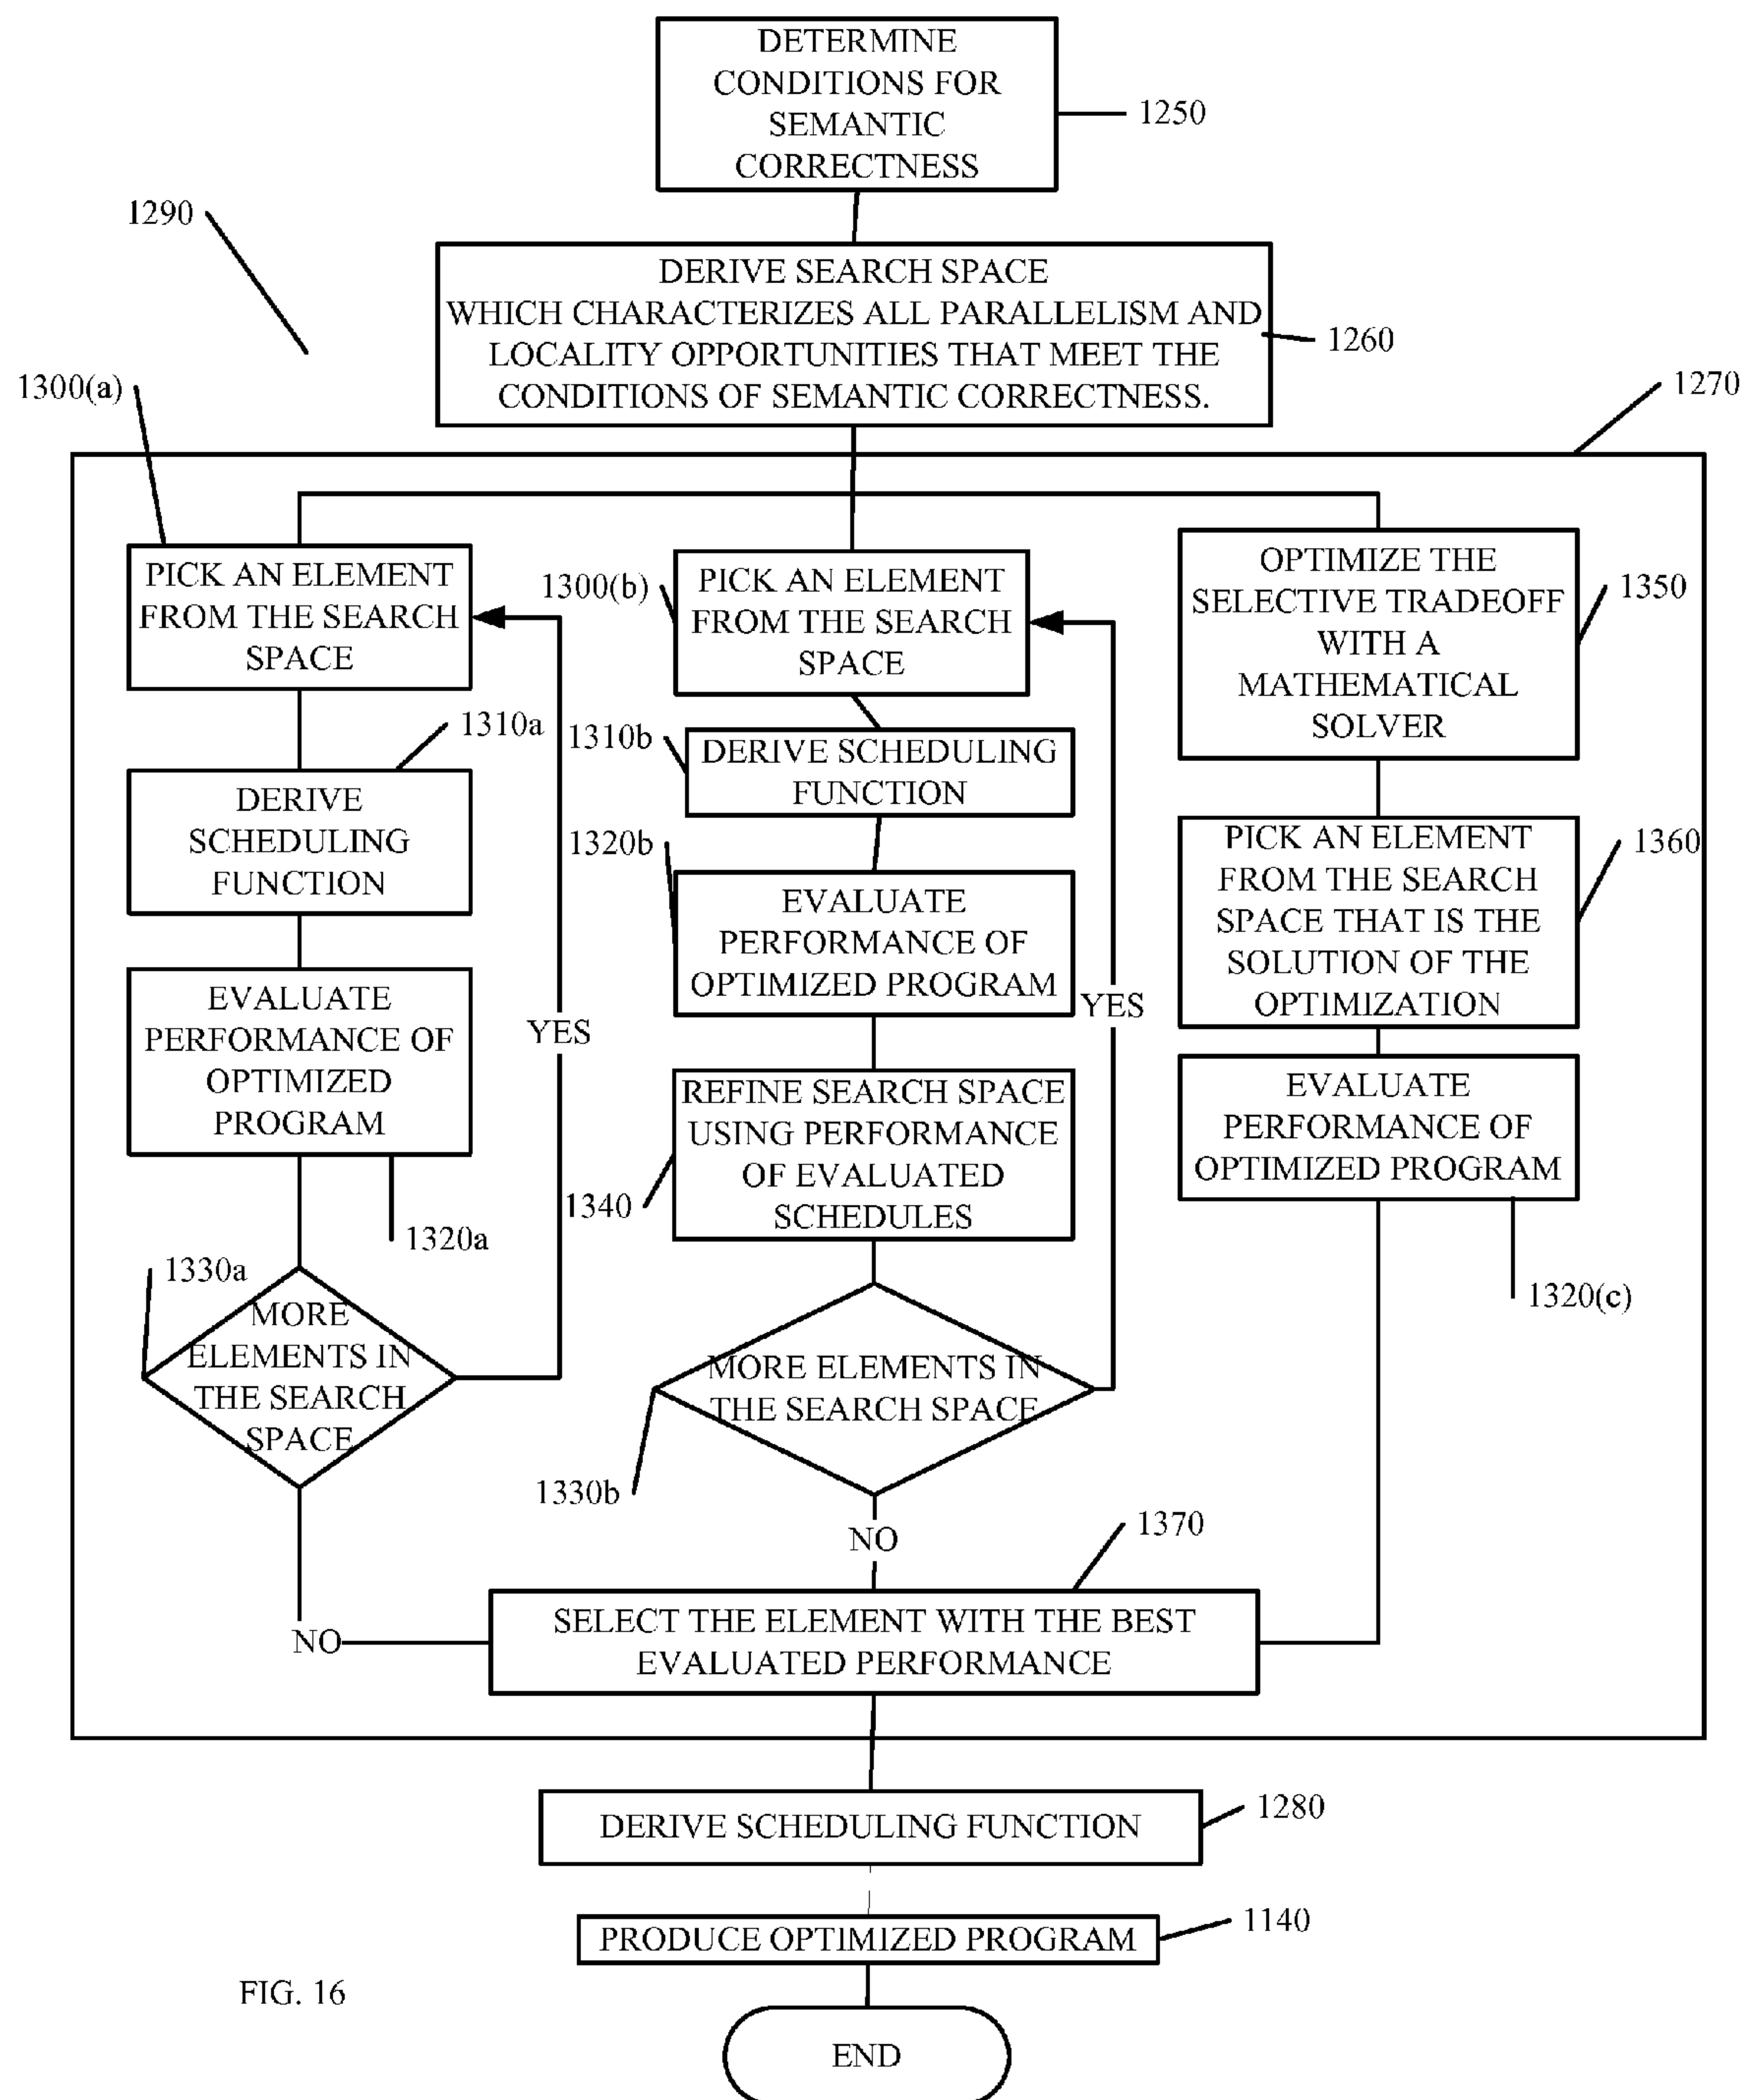 DETERMINE
CONDITIONS FOR
SEMANTIC
CORRECTNESS
1250
1290
DERIVE SEARCH SPACE
WHICH CHARACTERIZES ALL PARALLELISM AND
LOCALITY OPPORTUNITIES THAT MEET THE
CONDITIONS OF SEMANTIC CORRECTNESS.
1260
1270
1300(a)
PICK AN ELEMENT
FROM THE SEARCH
SPACE
1310a
DERIVE
SCHEDULING
FUNCTION
EVALUATE
PERFORMANCE OF
OPTIMIZED
PROGRAM
1320a
YES
1330a
MORE
ELEMENTS IN
THE SEARCH
SPACE
NO
1300(b)
PICK AN ELEMENT
FROM THE SEARCH
SPACE
1310b
DERIVE SCHEDULING
FUNCTION
1320b
EVALUATE
PERFORMANCE OF
OPTIMIZED PROGRAM
YES
REFINE SEARCH SPACE
USING PERFORMANCE
OF EVALUATED
SCHEDULES
1340
MORE ELEMENTS IN
THE SEARCH SPACE
1330b
NO
OPTIMIZE THE
SELECTIVE TRADEOFF
WITH A
MATHEMATICAL
SOLVER
1350
PICK AN ELEMENT
FROM THE SEARCH
SPACE THAT IS THE
SOLUTION OF THE
OPTIMIZATION
1360
EVALUATE
PERFORMANCE OF
OPTIMIZED PROGRAM
1320(c)
1370
SELECT THE ELEMENT WITH THE BEST
EVALUATED PERFORMANCE
DERIVE SCHEDULING FUNCTION
1280
PRODUCE OPTIMIZED PROGRAM
1140
FIG. 16
END